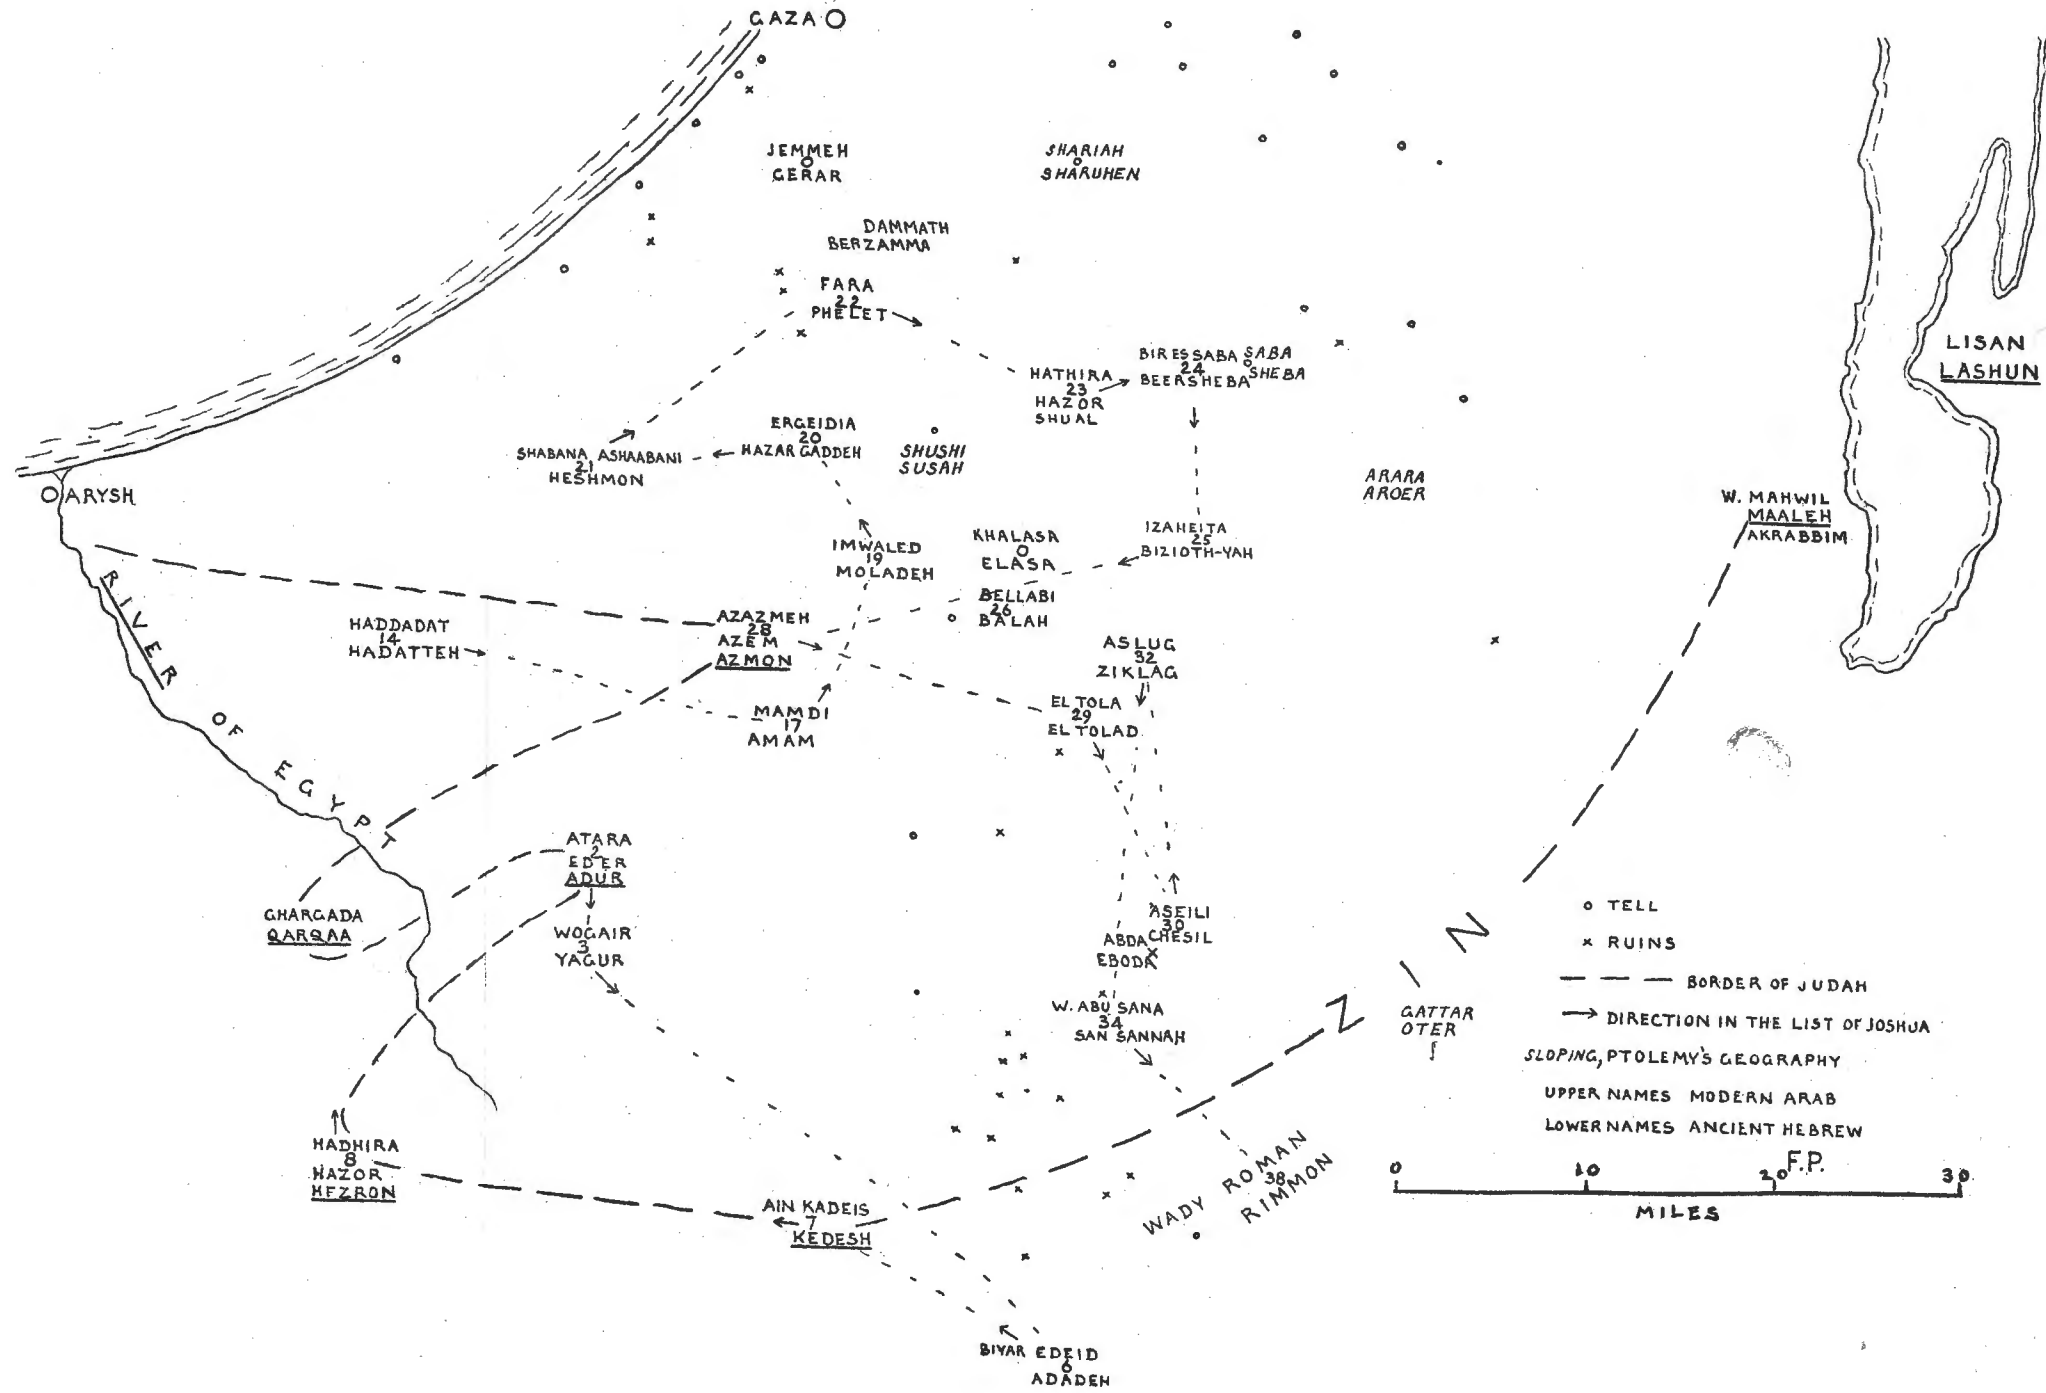 GAZA
JEMMEH
GERAR
SHARIAH
SHARUHEN
DAMMATH
BERZAMMA
FARA
22
PHELET
BIRESSABA
24
BEERSHEBA
SABA
SHEBA
HATHIRA
23
HAZOR
SHUAL
LISAN
LASHUN
ERGEIDIA
20
HAZAR GADDEH
SHABANA ASHAABANI
21
HESHMON
SHUSHI
SUSAH
ARARA
AROER
ARYSH
W. MAHWIL
MAALEH
AKRABBIM
IMWALED
19
MOLADEH
KHALASA
ELASA
IZAHEITA
25
BIZIOTH-YAH
BELLABI
26
BALAH
HADDADAT
14
HADATTEH
AZAZMEH
28
AZEM
AZMON
ASLUG
32
ZIKLAG
MAMDI
17
AMAM
EL TOLA
29
EL TOLAD
RIVER OF EGYPT
ATARA
2
EDER
ADUR
GHARGADA
QARQAA
WOGAIR
3
YAGUR
ASEILI
30
CHESIL
ABDA
EBODA
W. ABU SANA
34
SAN SANNAH
ZIN
GATTAR
OTER
HADHIRA
8
HAZOR
HEZRON
AIN KADEIS
7
KEDESH
WADY ROMAN
38
RIMMON
BIYAR EDEID
6
ADADEH
TELL
RUINS
BORDER OF JUDAH
DIRECTION IN THE LIST OF JOSHUA
SLOPING, PTOLEMY'S GEOGRAPHY
UPPER NAMES MODERN ARAB
LOWER NAMES ANCIENT HEBREW
F.P.
0 10 20 30
MILES